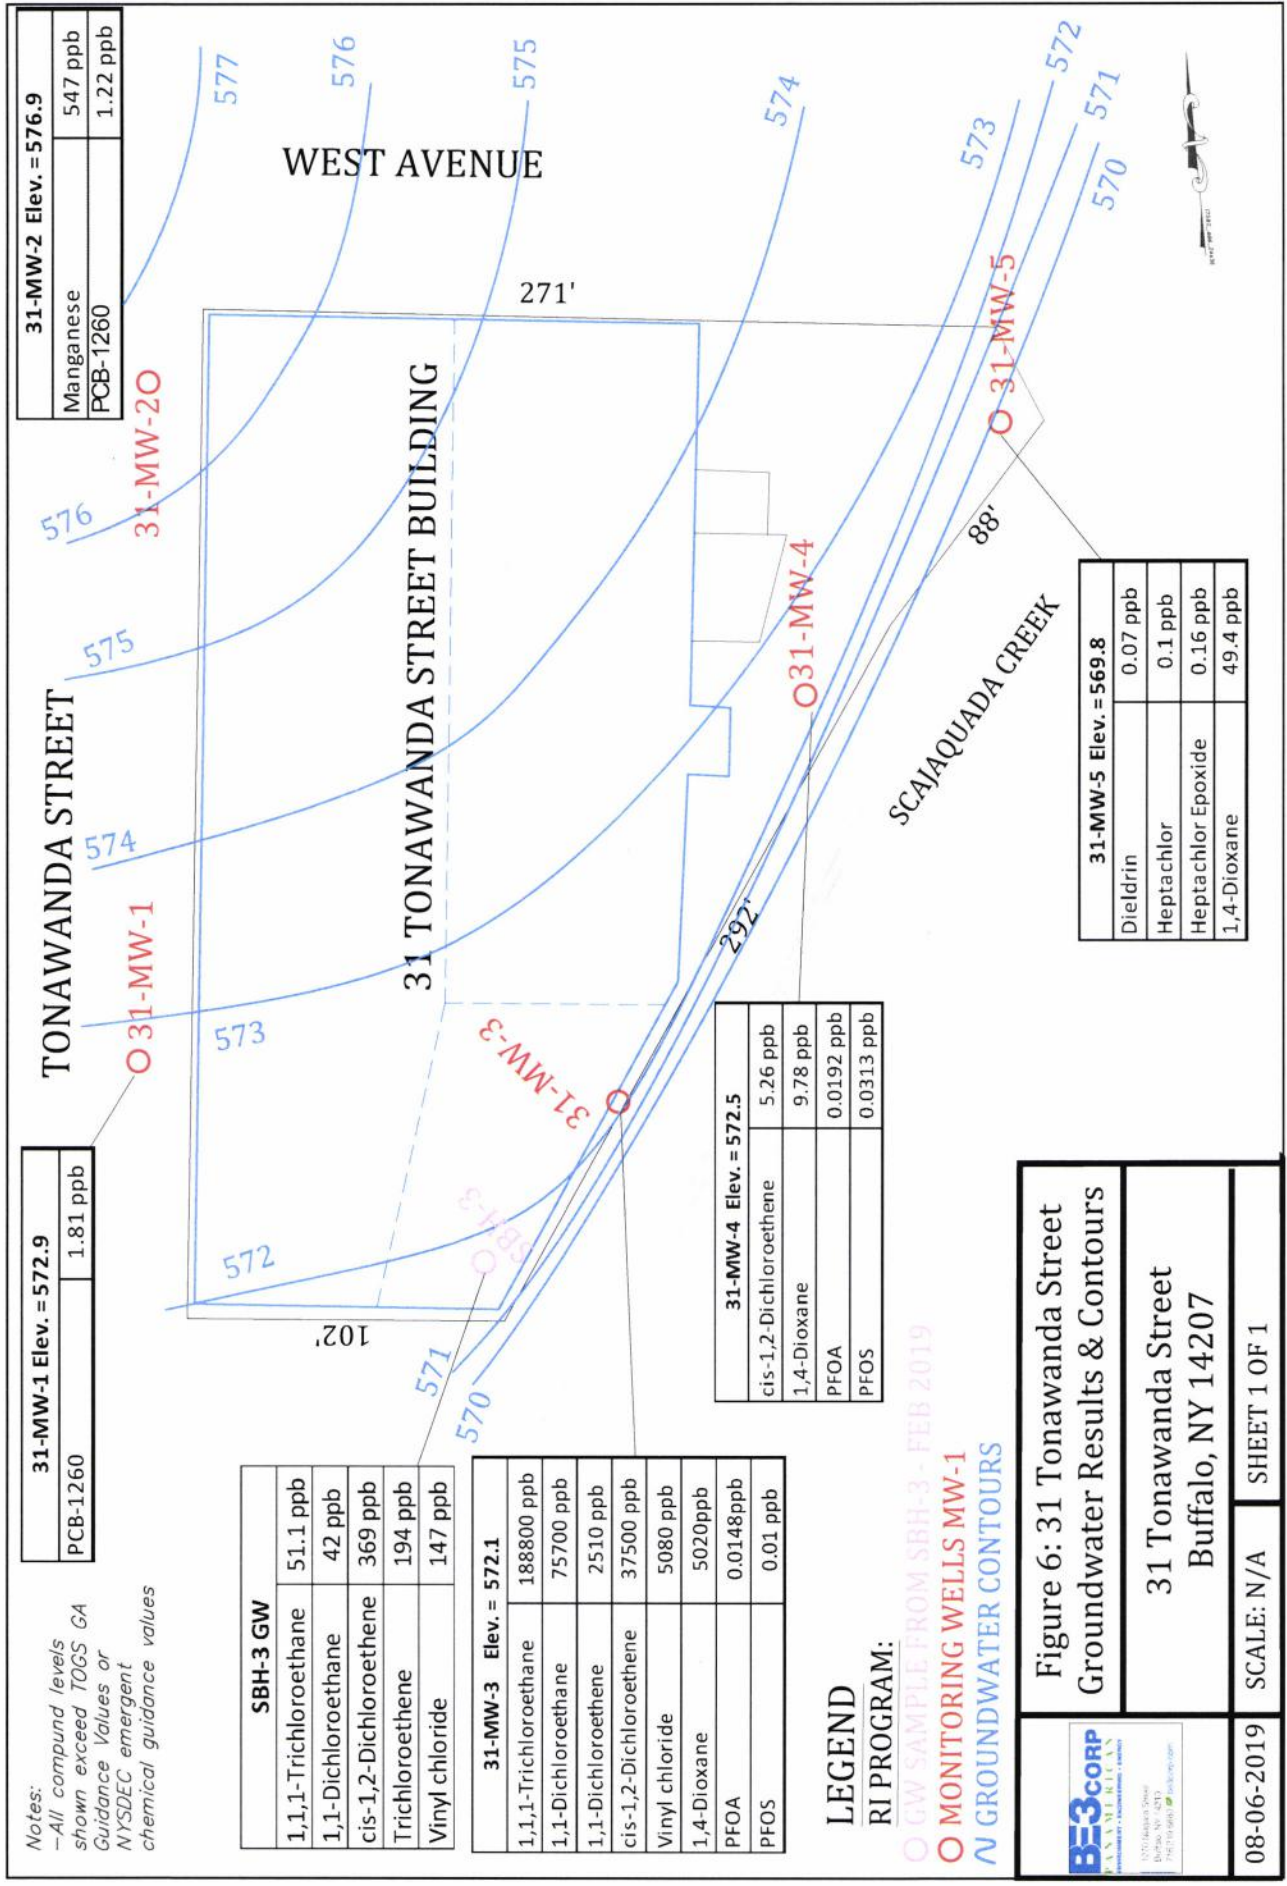 Notes:
-All compound levels
shown exceed TOGS GA
Guidance Values or
NYSDEC emergent
chemical guidance values
31-MW-1 Elev. = 572.9
PCB-1260 1.81 ppb
31-MW-2 Elev. = 576.9
Manganese 547 ppb
PCB-1260 1.22 ppb
TONAWANDA STREET
31-MW-1
31-MW-2
576
575
574
573
572
571
570
577
576
575
574
573
572
571
570
WEST AVENUE
271'
102'
292'
88'
31 TONAWANDA STREET BUILDING
SBH-3
31-MW-3
31-MW-4
31-MW-5
SCAJAQUADA CREEK
SBH-3 GW
1,1,1-Trichloroethane 51.1 ppb
1,1-Dichloroethane 42 ppb
cis-1,2-Dichloroethene 369 ppb
Trichloroethene 194 ppb
Vinyl chloride 147 ppb
31-MW-3 Elev. = 572.1
1,1,1-Trichloroethane 188800 ppb
1,1-Dichloroethane 75700 ppb
1,1-Dichloroethene 2510 ppb
cis-1,2-Dichloroethene 37500 ppb
Vinyl chloride 5080 ppb
1,4-Dioxane 5020ppb
PFOA 0.0148ppb
PFOS 0.01 ppb
31-MW-4 Elev. = 572.5
cis-1,2-Dichloroethene 5.26 ppb
1,4-Dioxane 9.78 ppb
PFOA 0.0192 ppb
PFOS 0.0313 ppb
31-MW-5 Elev. = 569.8
Dieldrin 0.07 ppb
Heptachlor 0.1 ppb
Heptachlor Epoxide 0.16 ppb
1,4-Dioxane 49.4 ppb
LEGEND
RI PROGRAM:
GW SAMPLE FROM SBH-3 - FEB 2019
MONITORING WELLS MW-1
GROUNDWATER CONTOURS
BE3CORP
PANAMERICAN
Figure 6: 31 Tonawanda Street
Groundwater Results & Contours
31 Tonawanda Street
Buffalo, NY 14207
08-06-2019 SCALE: N/A SHEET 1 OF 1